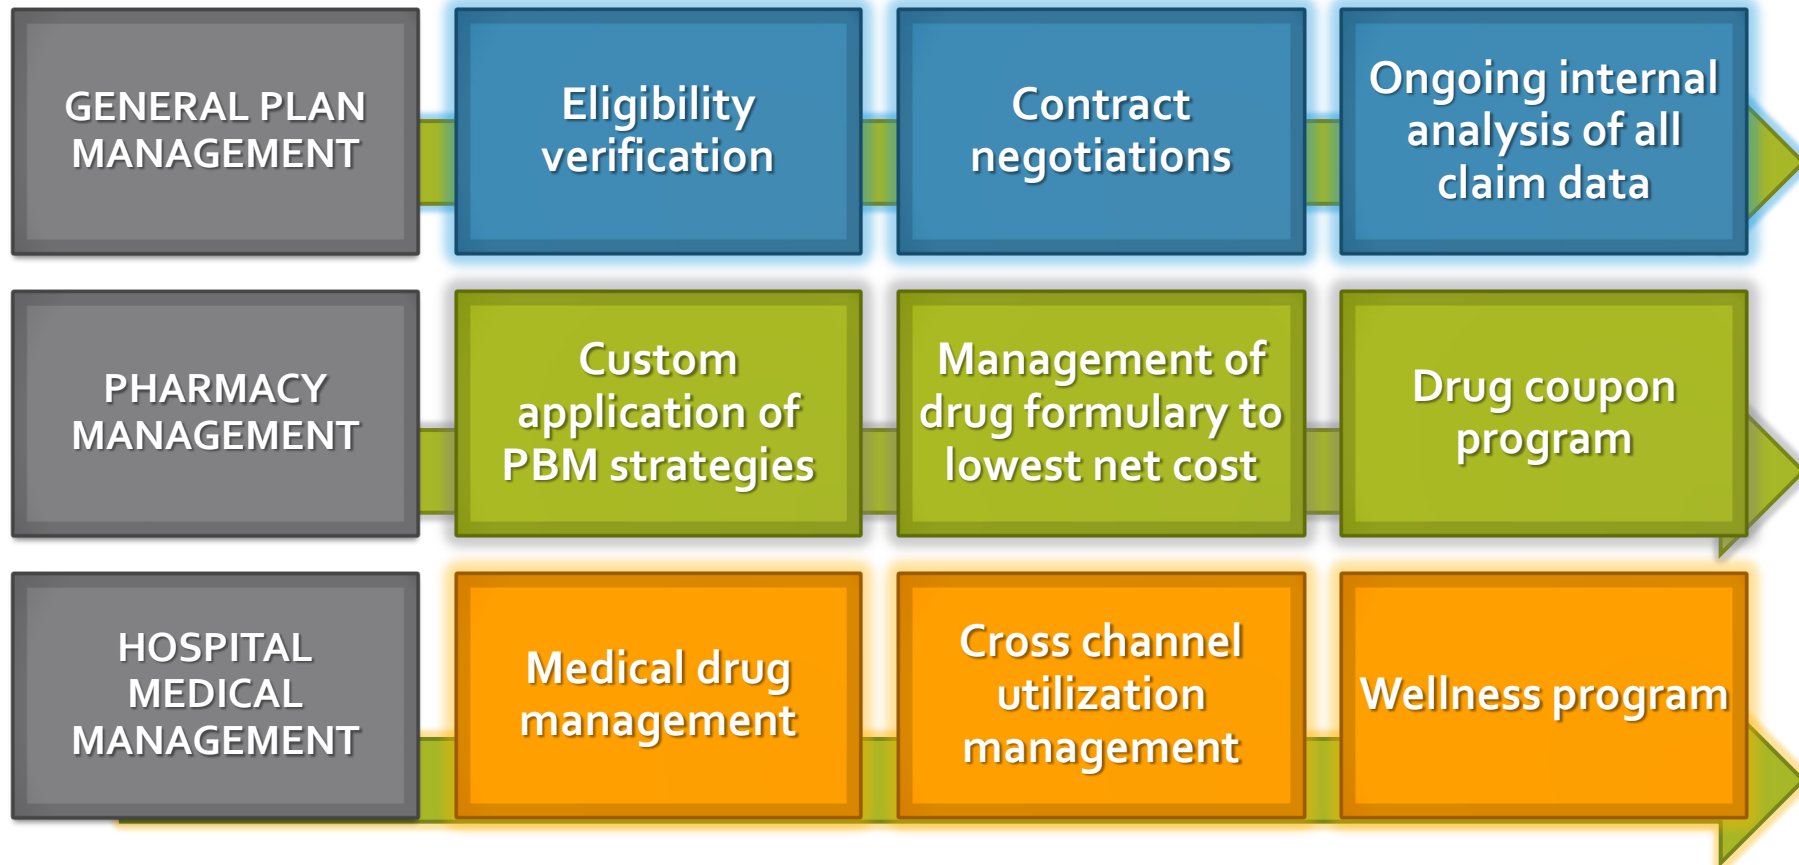 GENERAL PLAN
MANAGEMENT
Eligibility
verification
Contract
negotiations
Ongoing internal
analysis of all
claim data
PHARMACY
MANAGEMENT
Custom
application of
PBM strategies
Management of
drug formulary to
lowest net cost
Drug coupon
program
HOSPITAL
MEDICAL
MANAGEMENT
Medical drug
management
Cross channel
utilization
management
Wellness program